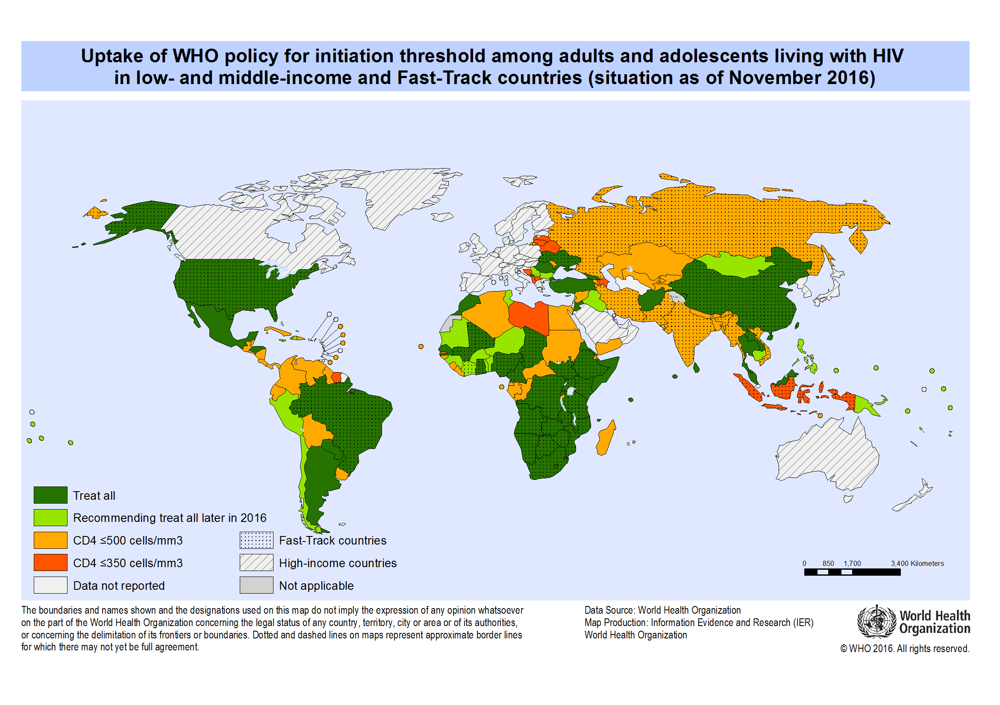 Uptake of WHO policy for initiation threshold among adults and adolescents living with HIV
in low- and middle-income and Fast-Track countries (situation as of November 2016)
Treat all
Recommending treat all later in 2016
CD4 ≤500 cells/mm3
CD4 ≤350 cells/mm3
Data not reported
Fast-Track countries
High-income countries
Not applicable
0 850 1,700 3,400 Kilometers
The boundaries and names shown and the designations used on this map do not imply the expression of any opinion whatsoever
on the part of the World Health Organization concerning the legal status of any country, territory, city or area or of its authorities,
or concerning the delimitation of its frontiers or boundaries. Dotted and dashed lines on maps represent approximate border lines
for which there may not yet be full agreement.
Data Source: World Health Organization
Map Production: Information Evidence and Research (IER)
World Health Organization
World Health
Organization
© WHO 2016. All rights reserved.